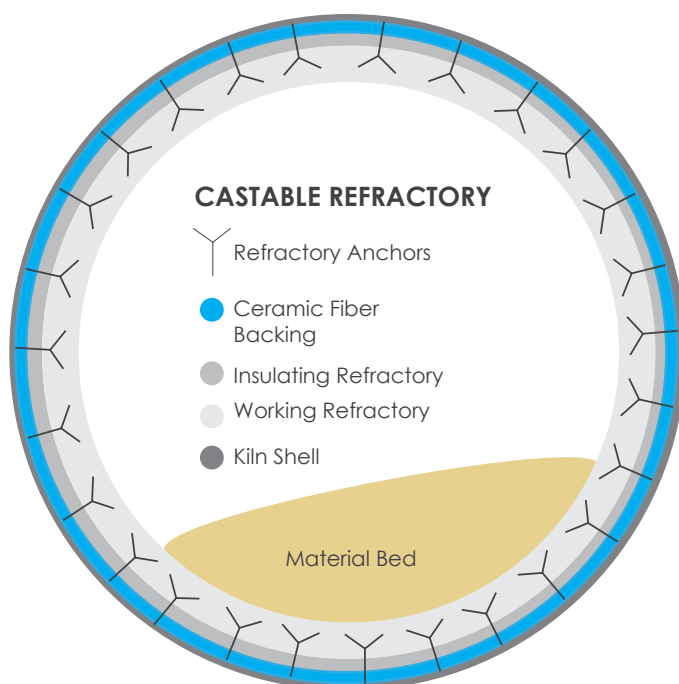 CASTABLE REFRACTORY
Refractory Anchors
Ceramic Fiber
Backing
Insulating Refractory
Working Refractory
Kiln Shell
Material Bed